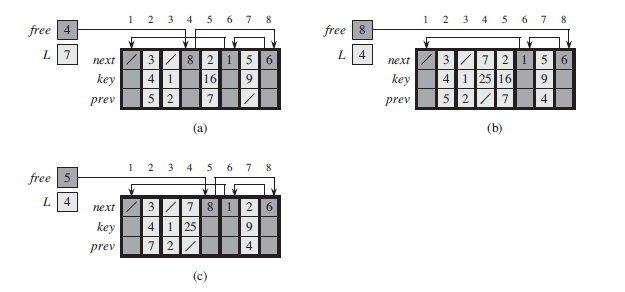 1 2 3 4 5 6 7 8
free 4
L 7
next / 3 / 8 2 1 5 6
key 4 1 16 9
prev 5 2 7 /
(a)
1 2 3 4 5 6 7 8
free 8
L 4
next / 3 / 7 2 1 5 6
key 4 1 25 16 9
prev 5 2 / 7 4
(b)
1 2 3 4 5 6 7 8
free 5
L 4
next / 3 / 7 8 1 2 6
key 4 1 25 9
prev 7 2 / 4
(c)